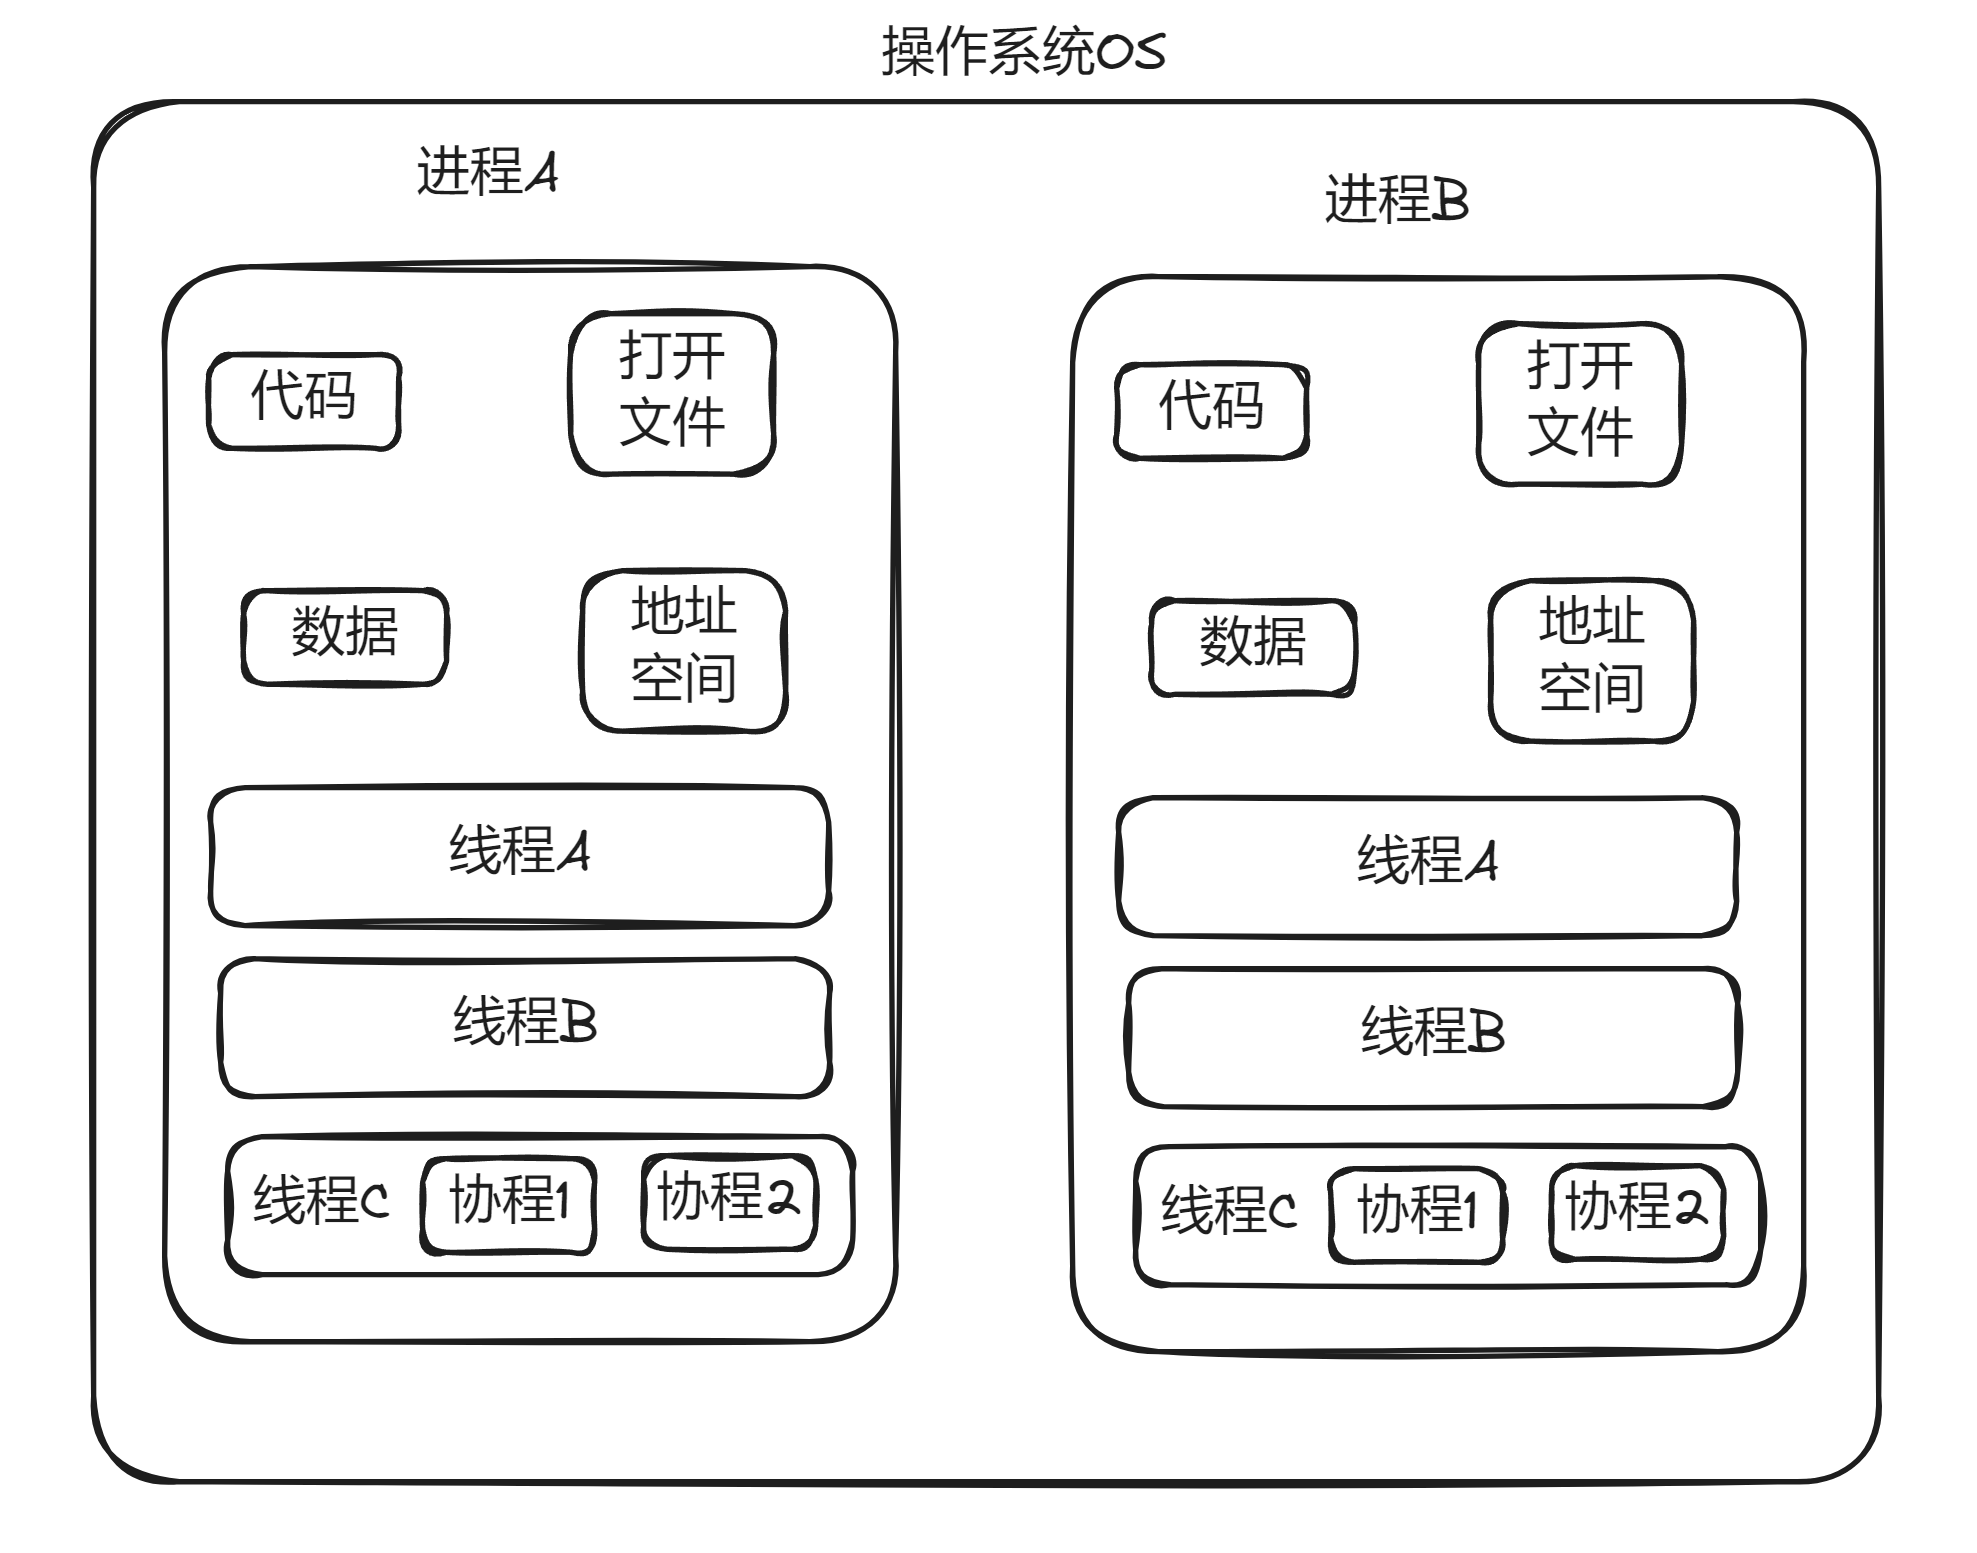 操作系统OS
进程A
代码
打开
文件
数据
地址
空间
线程A
线程B
线程C
协程1
协程2
进程B
代码
打开
文件
数据
地址
空间
线程A
线程B
线程C
协程1
协程2